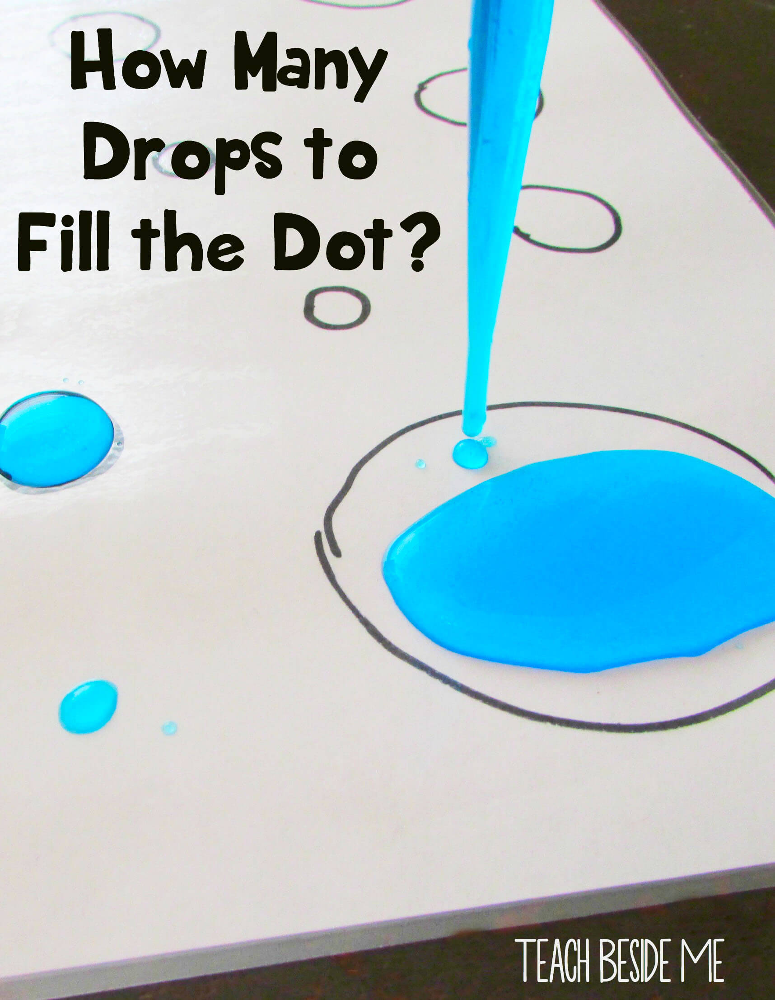 How Many
Drops to
Fill the Dot?
TEACH BESIDE ME